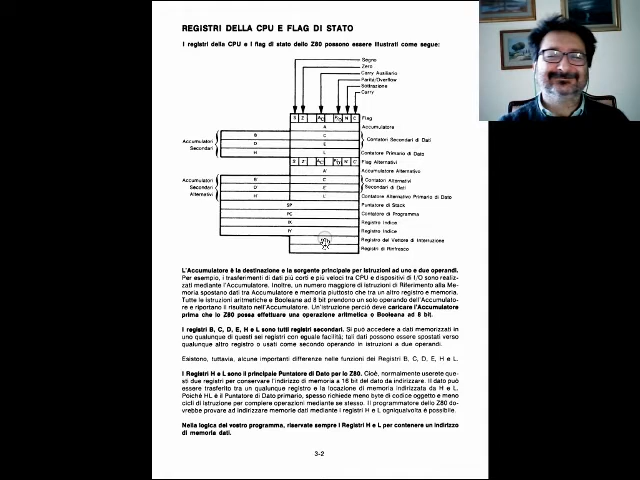 REGISTRI DELLA CPU E FLAG DI STATO
I registri della CPU e i flag di stato dello Z80 possono essere illustrati come segue:
Segno
Zero
Carry Ausiliario
Parità/Overflow
Sottrazione
Carry
S Z AC P/O N C Flag
A Accumulatore
Accumulatori
Secondari
B C
D E
Contatori Secondari di Dati
H L Contatore Primario di Dato
S Z AC P/O N C Flag Alternativi
A' Accumulatore Alternativo
Accumulatori
Secondari
Alternativi
B' C'
D' E'
Contatori Alternativi
Secondari di Dati
H' L' Contatore Alternativo Primario di Dato
SP Puntatore di Stack
PC Contatore di Programma
IX Registro Indice
IY Registro Indice
Registro del Vettore di Interruzione
Registri di Rinfresco
L'Accumulatore è la destinazione e la sorgente principale per istruzioni ad uno e due operandi.
Per esempio, i trasferimenti di dati più corti e più veloci tra CPU e dispositivi di I/O sono realiz-
zati mediante l'Accumulatore. Inoltre, un numero maggiore di Istruzioni di Riferimento alla Me-
moria spostano dati tra Accumulatore e memoria piuttosto che tra un altro registro e memoria.
Tutte le istruzioni aritmetiche e Booleane ad 8 bit prendono un solo operando dell'Accumulato-
re e riportano il risultato nell'Accumulatore. Un'istruzione perciò deve caricare l'Accumulatore
prima che lo Z80 possa effettuare una operazione aritmetica o Booleana ad 8 bit.
I registri B, C, D, E, H e L sono tutti registri secondari. Si può accedere a dati memorizzati in
uno qualunque di questi sei registri con eguale facilità; tali dati possono essere spostati verso
qualunque altro registro o usati come secondo operando in istruzioni a due operandi.
Esistono, tuttavia, alcune importanti differenze nelle funzioni dei Registri B, C, D, E, H e L.
I Registri H e L sono il principale Puntatore di Dato per lo Z80. Cioè, normalmente userete que-
sti due registri per conservare l'indirizzo di memoria a 16 bit del dato da indirizzare. Il dato può
essere trasferito tra un qualunque registro e la locazione di memoria indirizzata da H e L.
Poiché HL è il Puntatore di Dato primario, spesso richiede meno byte di codice oggetto e meno
cicli di istruzione per compiere operazioni mediante se stesso. Il programmatore dello Z80 do-
vrebbe provare ad indirizzare memorie dati mediante i registri H e L ogniqualvolta è possibile.
Nella logica del vostro programma, riservate sempre i Registri H e L per contenere un indirizzo
di memoria dati.
3-2